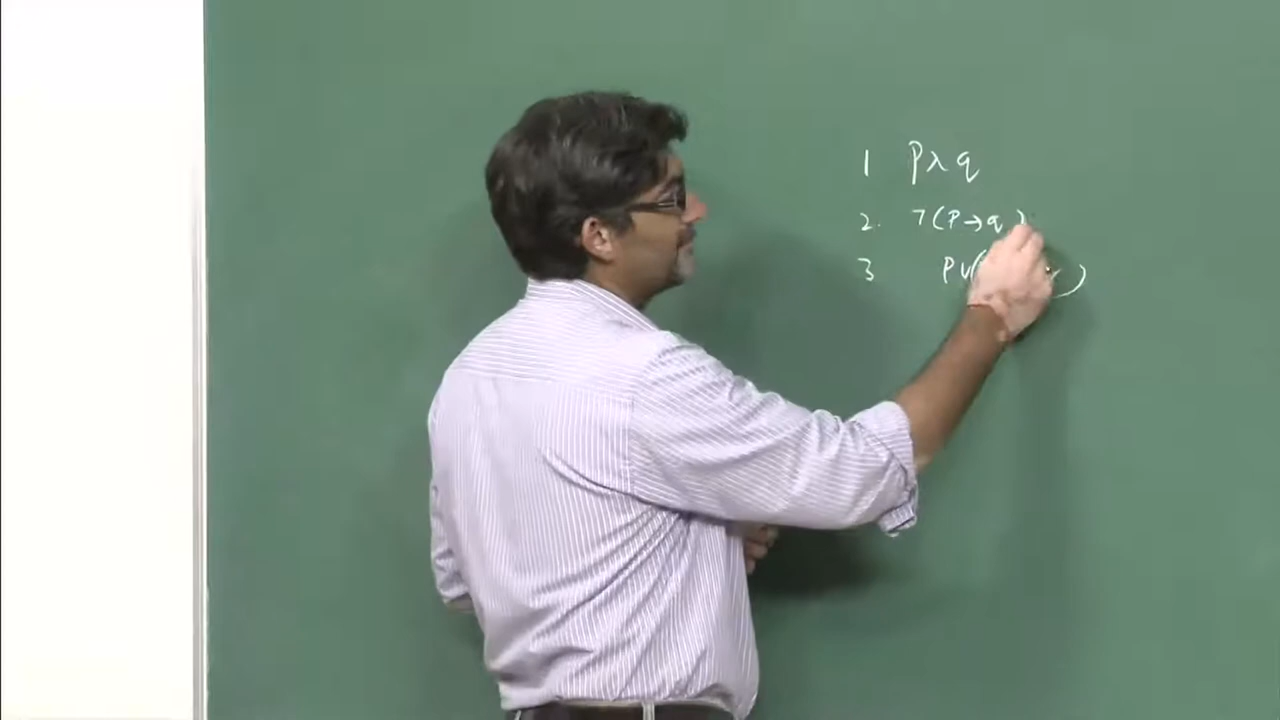 1 p∧q
2. ¬(p→q)
3 p∨( )